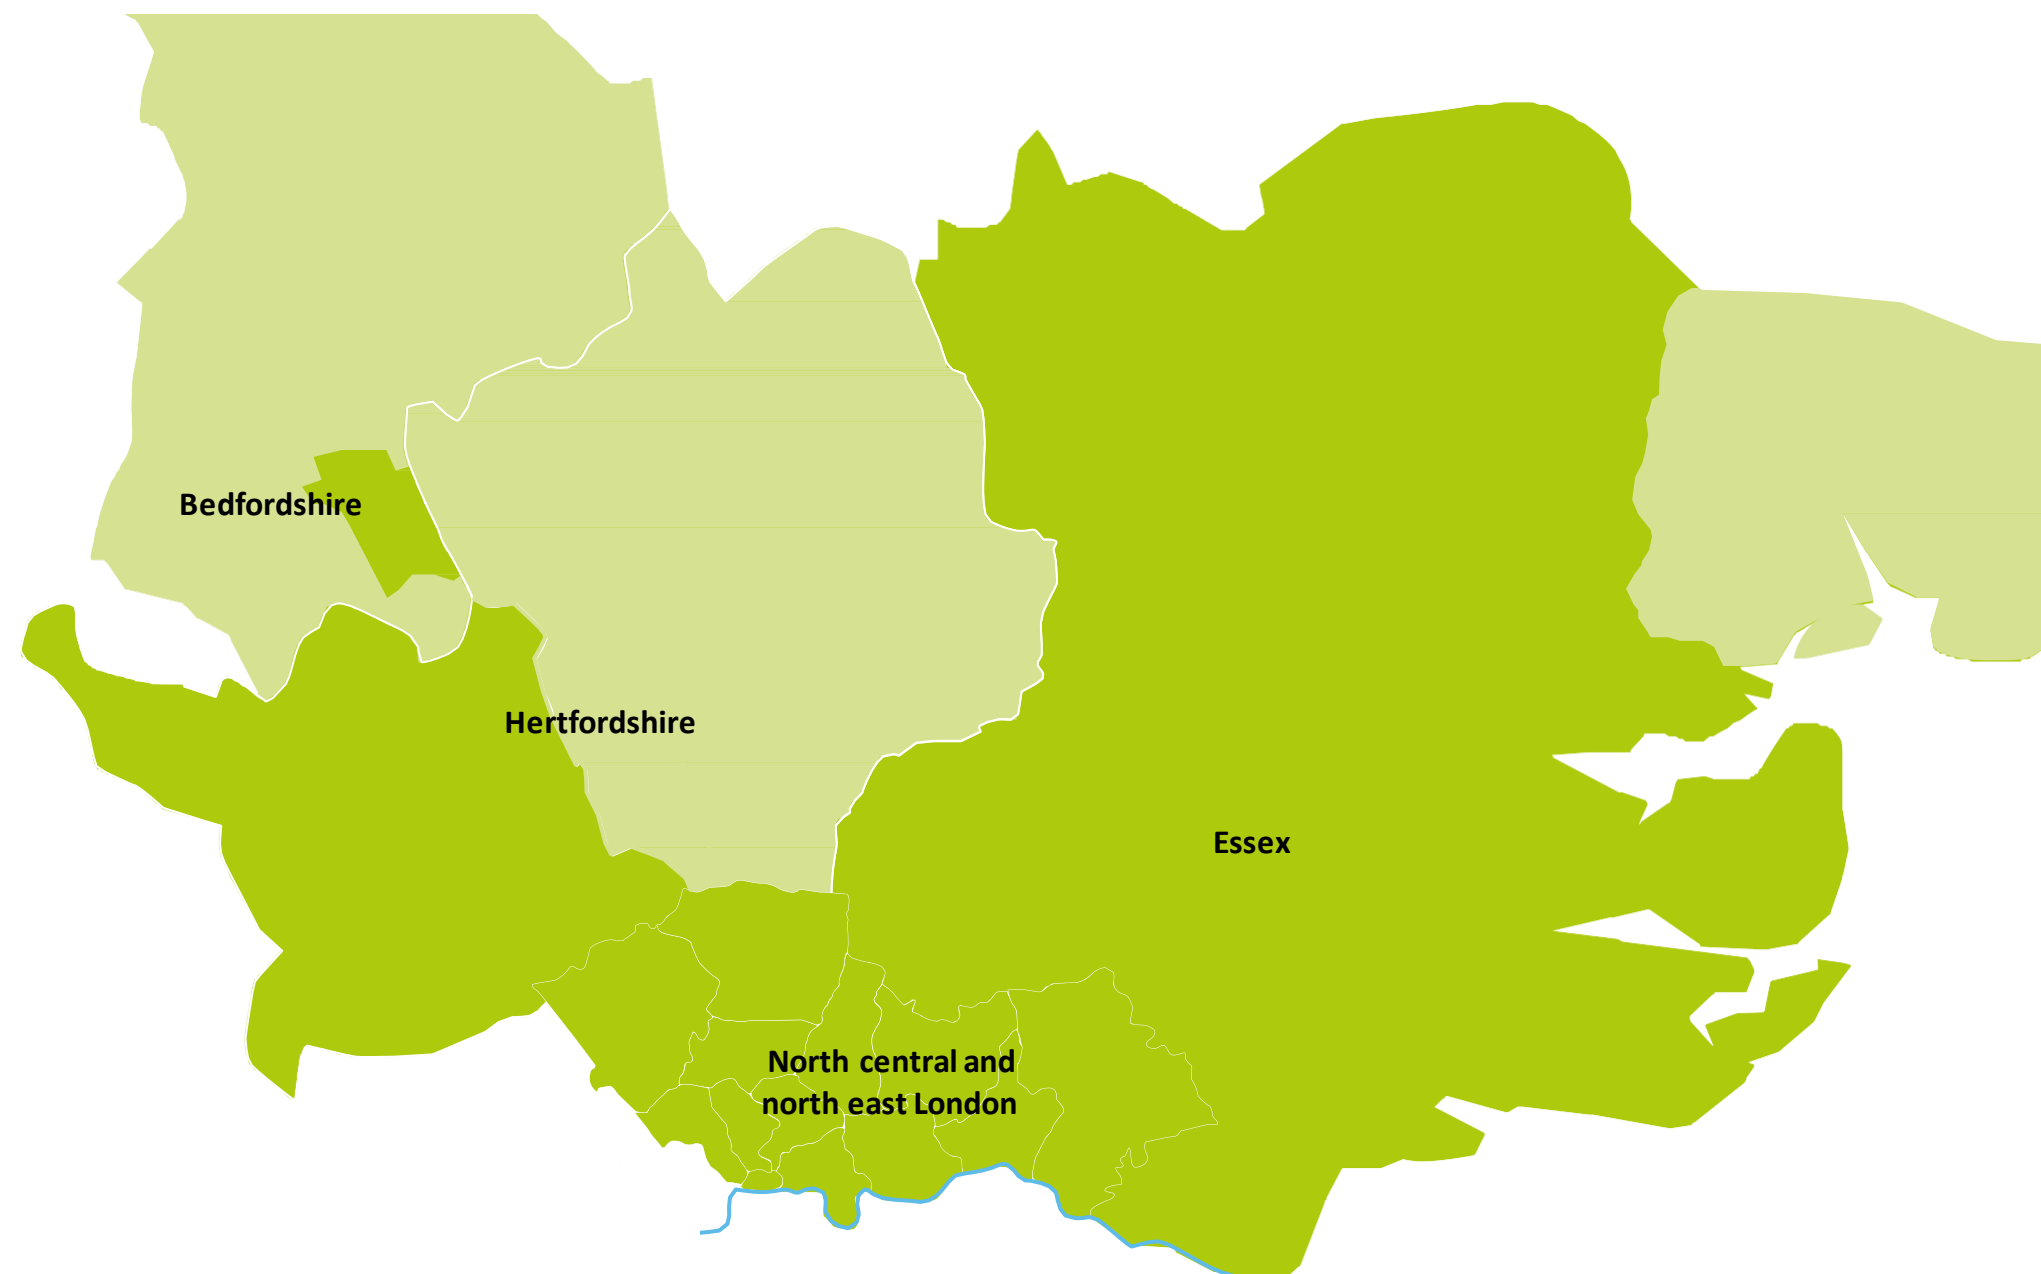 Bedfordshire
Hertfordshire
Essex
North central and
north east London